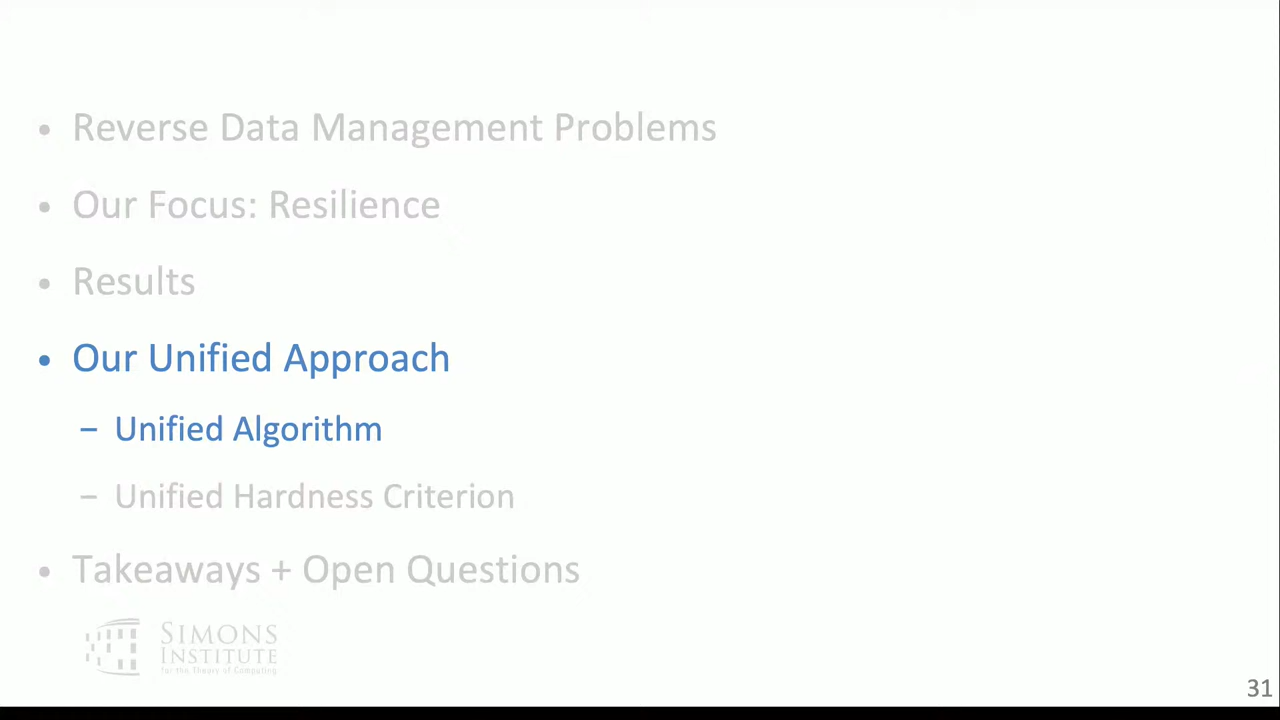 • Reverse Data Management Problems
• Our Focus: Resilience
• Results
• Our Unified Approach
– Unified Algorithm
– Unified Hardness Criterion
• Takeaways + Open Questions
SIMONS
INSTITUTE
for the Theory of Computing
31